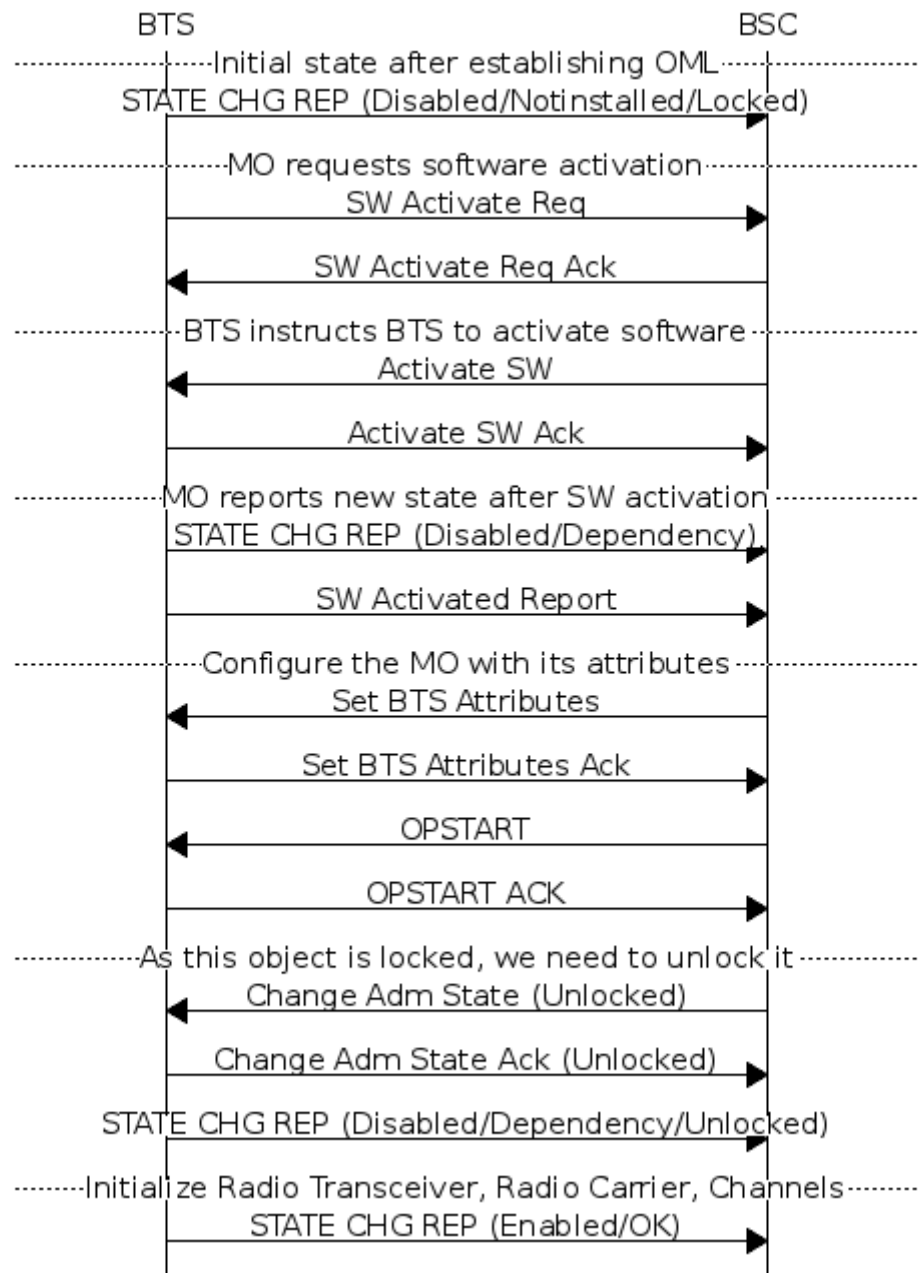 BTS BSC
Initial state after establishing OML
STATE CHG REP (Disabled/Notinstalled/Locked)
MO requests software activation
SW Activate Req
SW Activate Req Ack
BTS instructs BTS to activate software
Activate SW
Activate SW Ack
MO reports new state after SW activation
STATE CHG REP (Disabled/Dependency)
SW Activated Report
Configure the MO with its attributes
Set BTS Attributes
Set BTS Attributes Ack
OPSTART
OPSTART ACK
As this object is locked, we need to unlock it
Change Adm State (Unlocked)
Change Adm State Ack (Unlocked)
STATE CHG REP (Disabled/Dependency/Unlocked)
Initialize Radio Transceiver, Radio Carrier, Channels
STATE CHG REP (Enabled/OK)